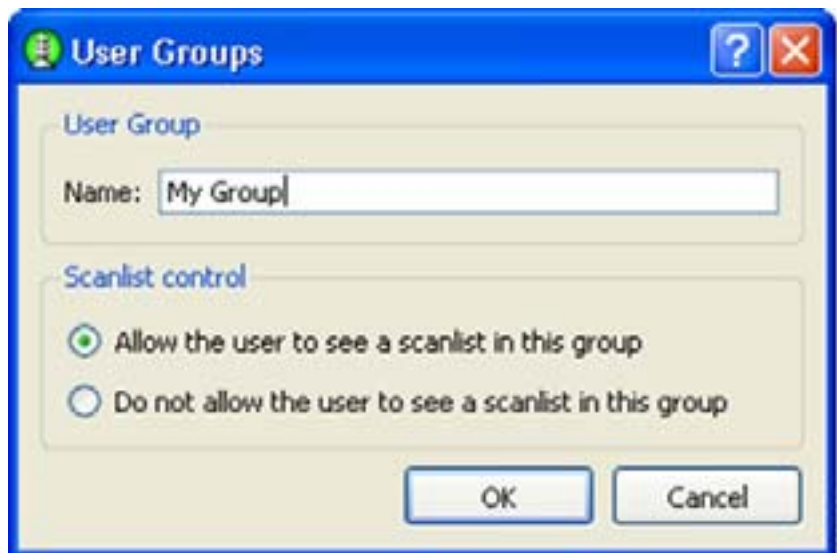 User Groups
User Group
Name: My Group
Scanlist control
Allow the user to see a scanlist in this group
Do not allow the user to see a scanlist in this group
OK Cancel